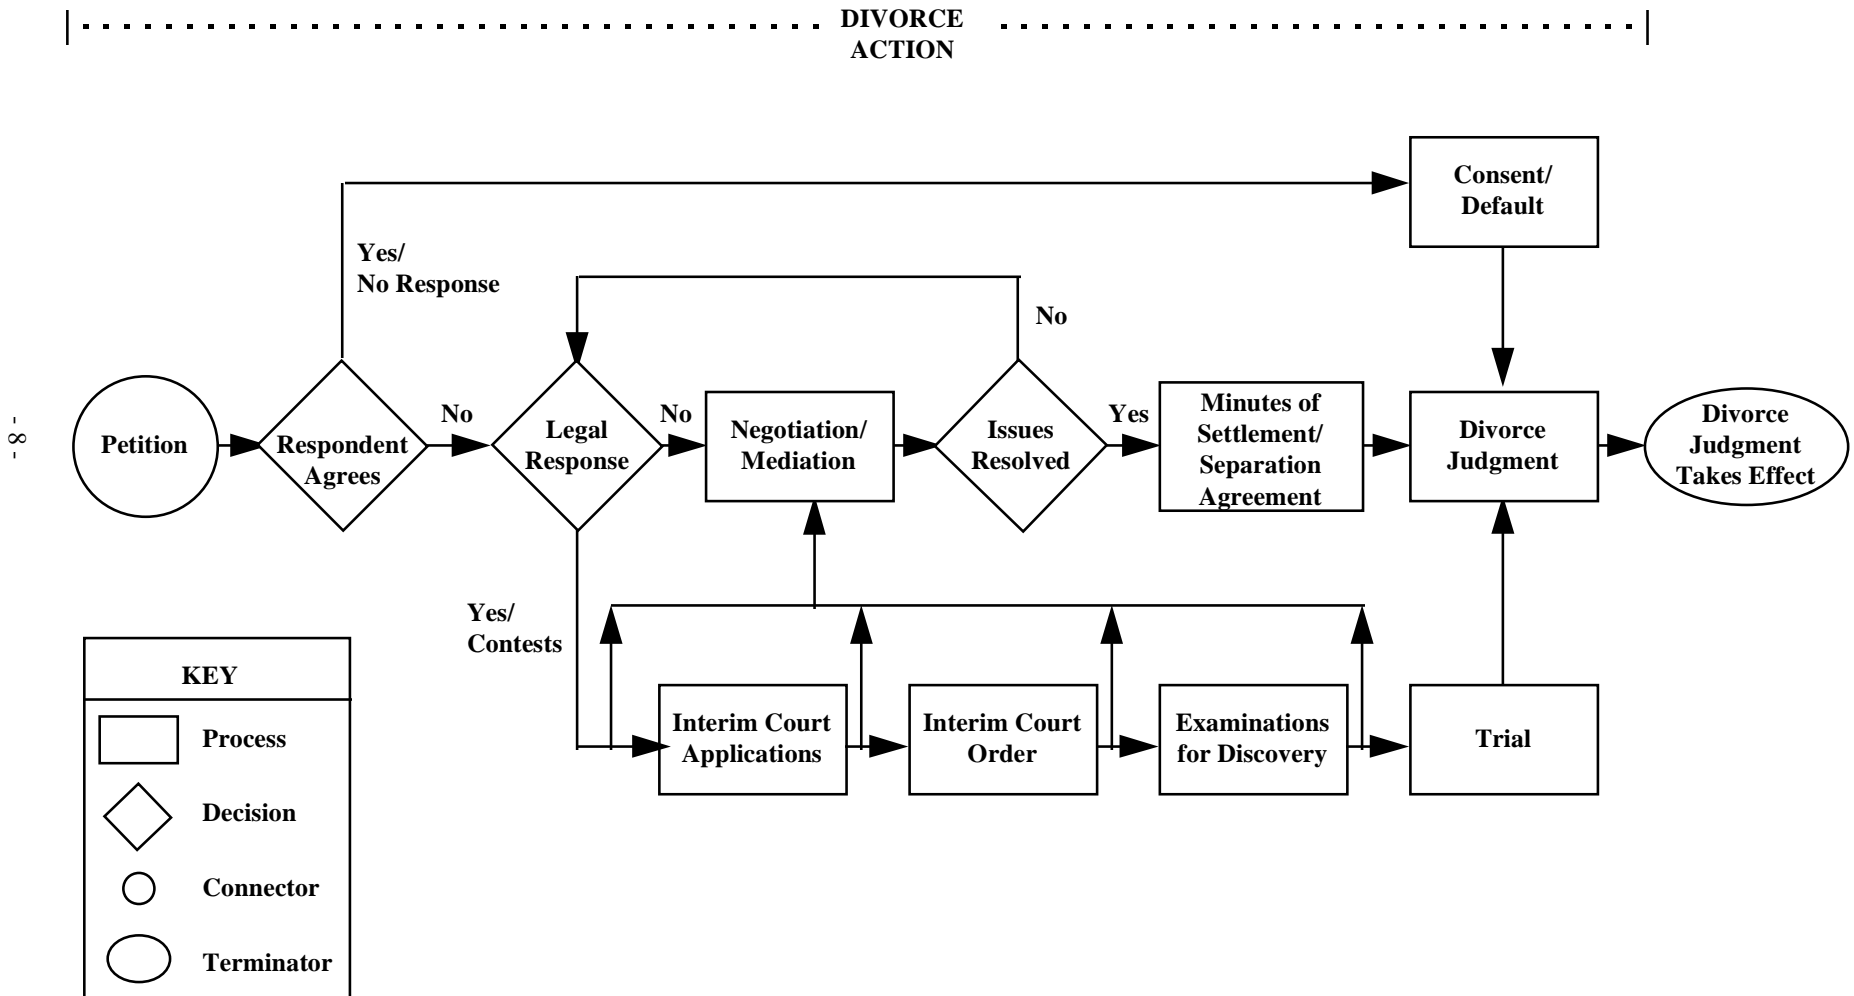 DIVORCE
ACTION
Consent/
Default
Yes/
No Response
No
Petition
Respondent
Agrees
No
Legal
Response
No
Negotiation/
Mediation
Issues
Resolved
Yes
Minutes of
Settlement/
Separation
Agreement
Divorce
Judgment
Divorce
Judgment
Takes Effect
- 8 -
Yes/
Contests
Interim Court
Applications
Interim Court
Order
Examinations
for Discovery
Trial
KEY
Process
Decision
Connector
Terminator